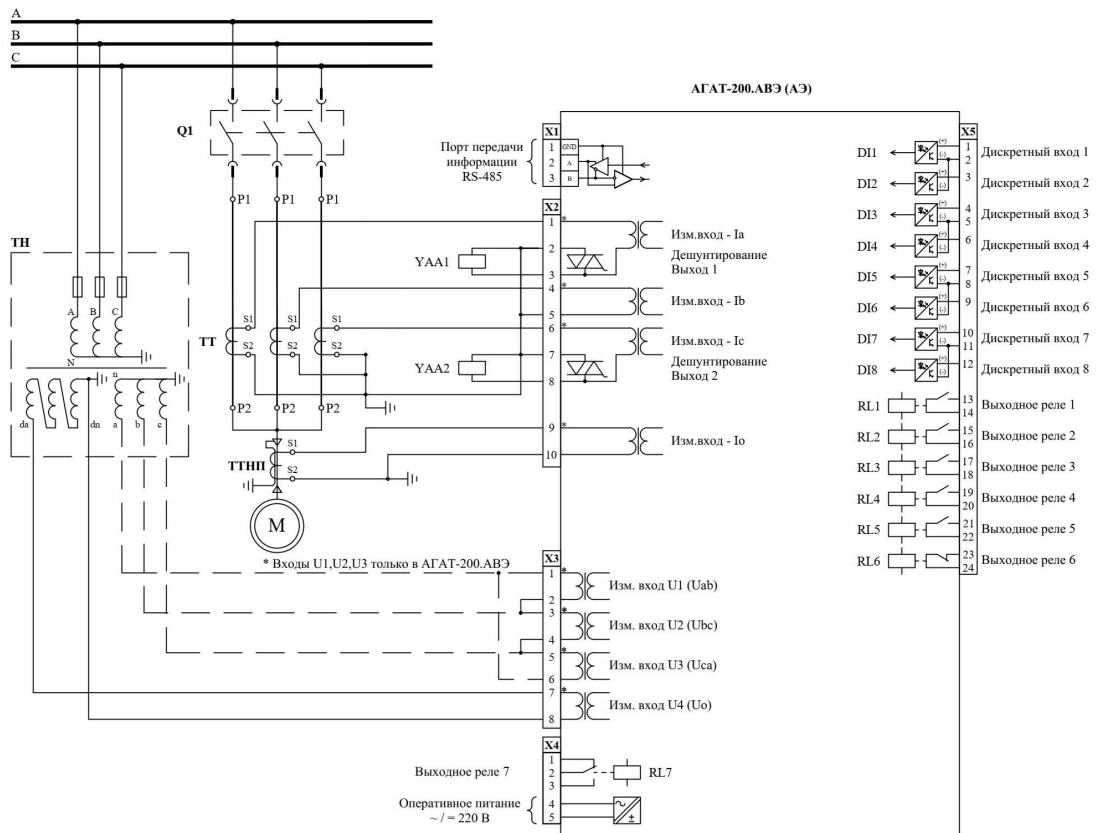 A
B
C
АГАТ-200.АВЭ (АЭ)
Q1
Порт передачи
информации
RS-485
X1
1 GND
2 A
3 B
P1 P1 P1
X2
1 * Изм.вход - Ia
2 Дешунтирование
3 Выход 1
YAA1
4 * Изм.вход - Ib
5
6 * Изм.вход - Ic
7 Дешунтирование
8 Выход 2
YAA2
9 * Изм.вход - Io
10
ТН
A B C
N
n
da dn a b c
ТТ
S1 S1 S1
S2 S2 S2
P2 P2 P2
ТТНП
S1
S2
M
* Входы U1,U2,U3 только в АГАТ-200.АВЭ
X3
1 * Изм. вход U1 (Uab)
2
3 * Изм. вход U2 (Ubc)
4
5 * Изм. вход U3 (Uca)
6
7 * Изм. вход U4 (Uo)
8
X4
Выходное реле 7
1
2
3
RL7
Оперативное питание
~ / = 220 В
4 ~
5 ±
X5
DI1 (+) (-) 1 2 Дискретный вход 1
DI2 (+) (-) 3 Дискретный вход 2
DI3 (+) (-) 4 5 Дискретный вход 3
DI4 (+) (-) 6 Дискретный вход 4
DI5 (+) (-) 7 8 Дискретный вход 5
DI6 (+) (-) 9 Дискретный вход 6
DI7 (+) (-) 10 11 Дискретный вход 7
DI8 (+) (-) 12 Дискретный вход 8
RL1 13 14 Выходное реле 1
RL2 15 16 Выходное реле 2
RL3 17 18 Выходное реле 3
RL4 19 20 Выходное реле 4
RL5 21 22 Выходное реле 5
RL6 23 24 Выходное реле 6